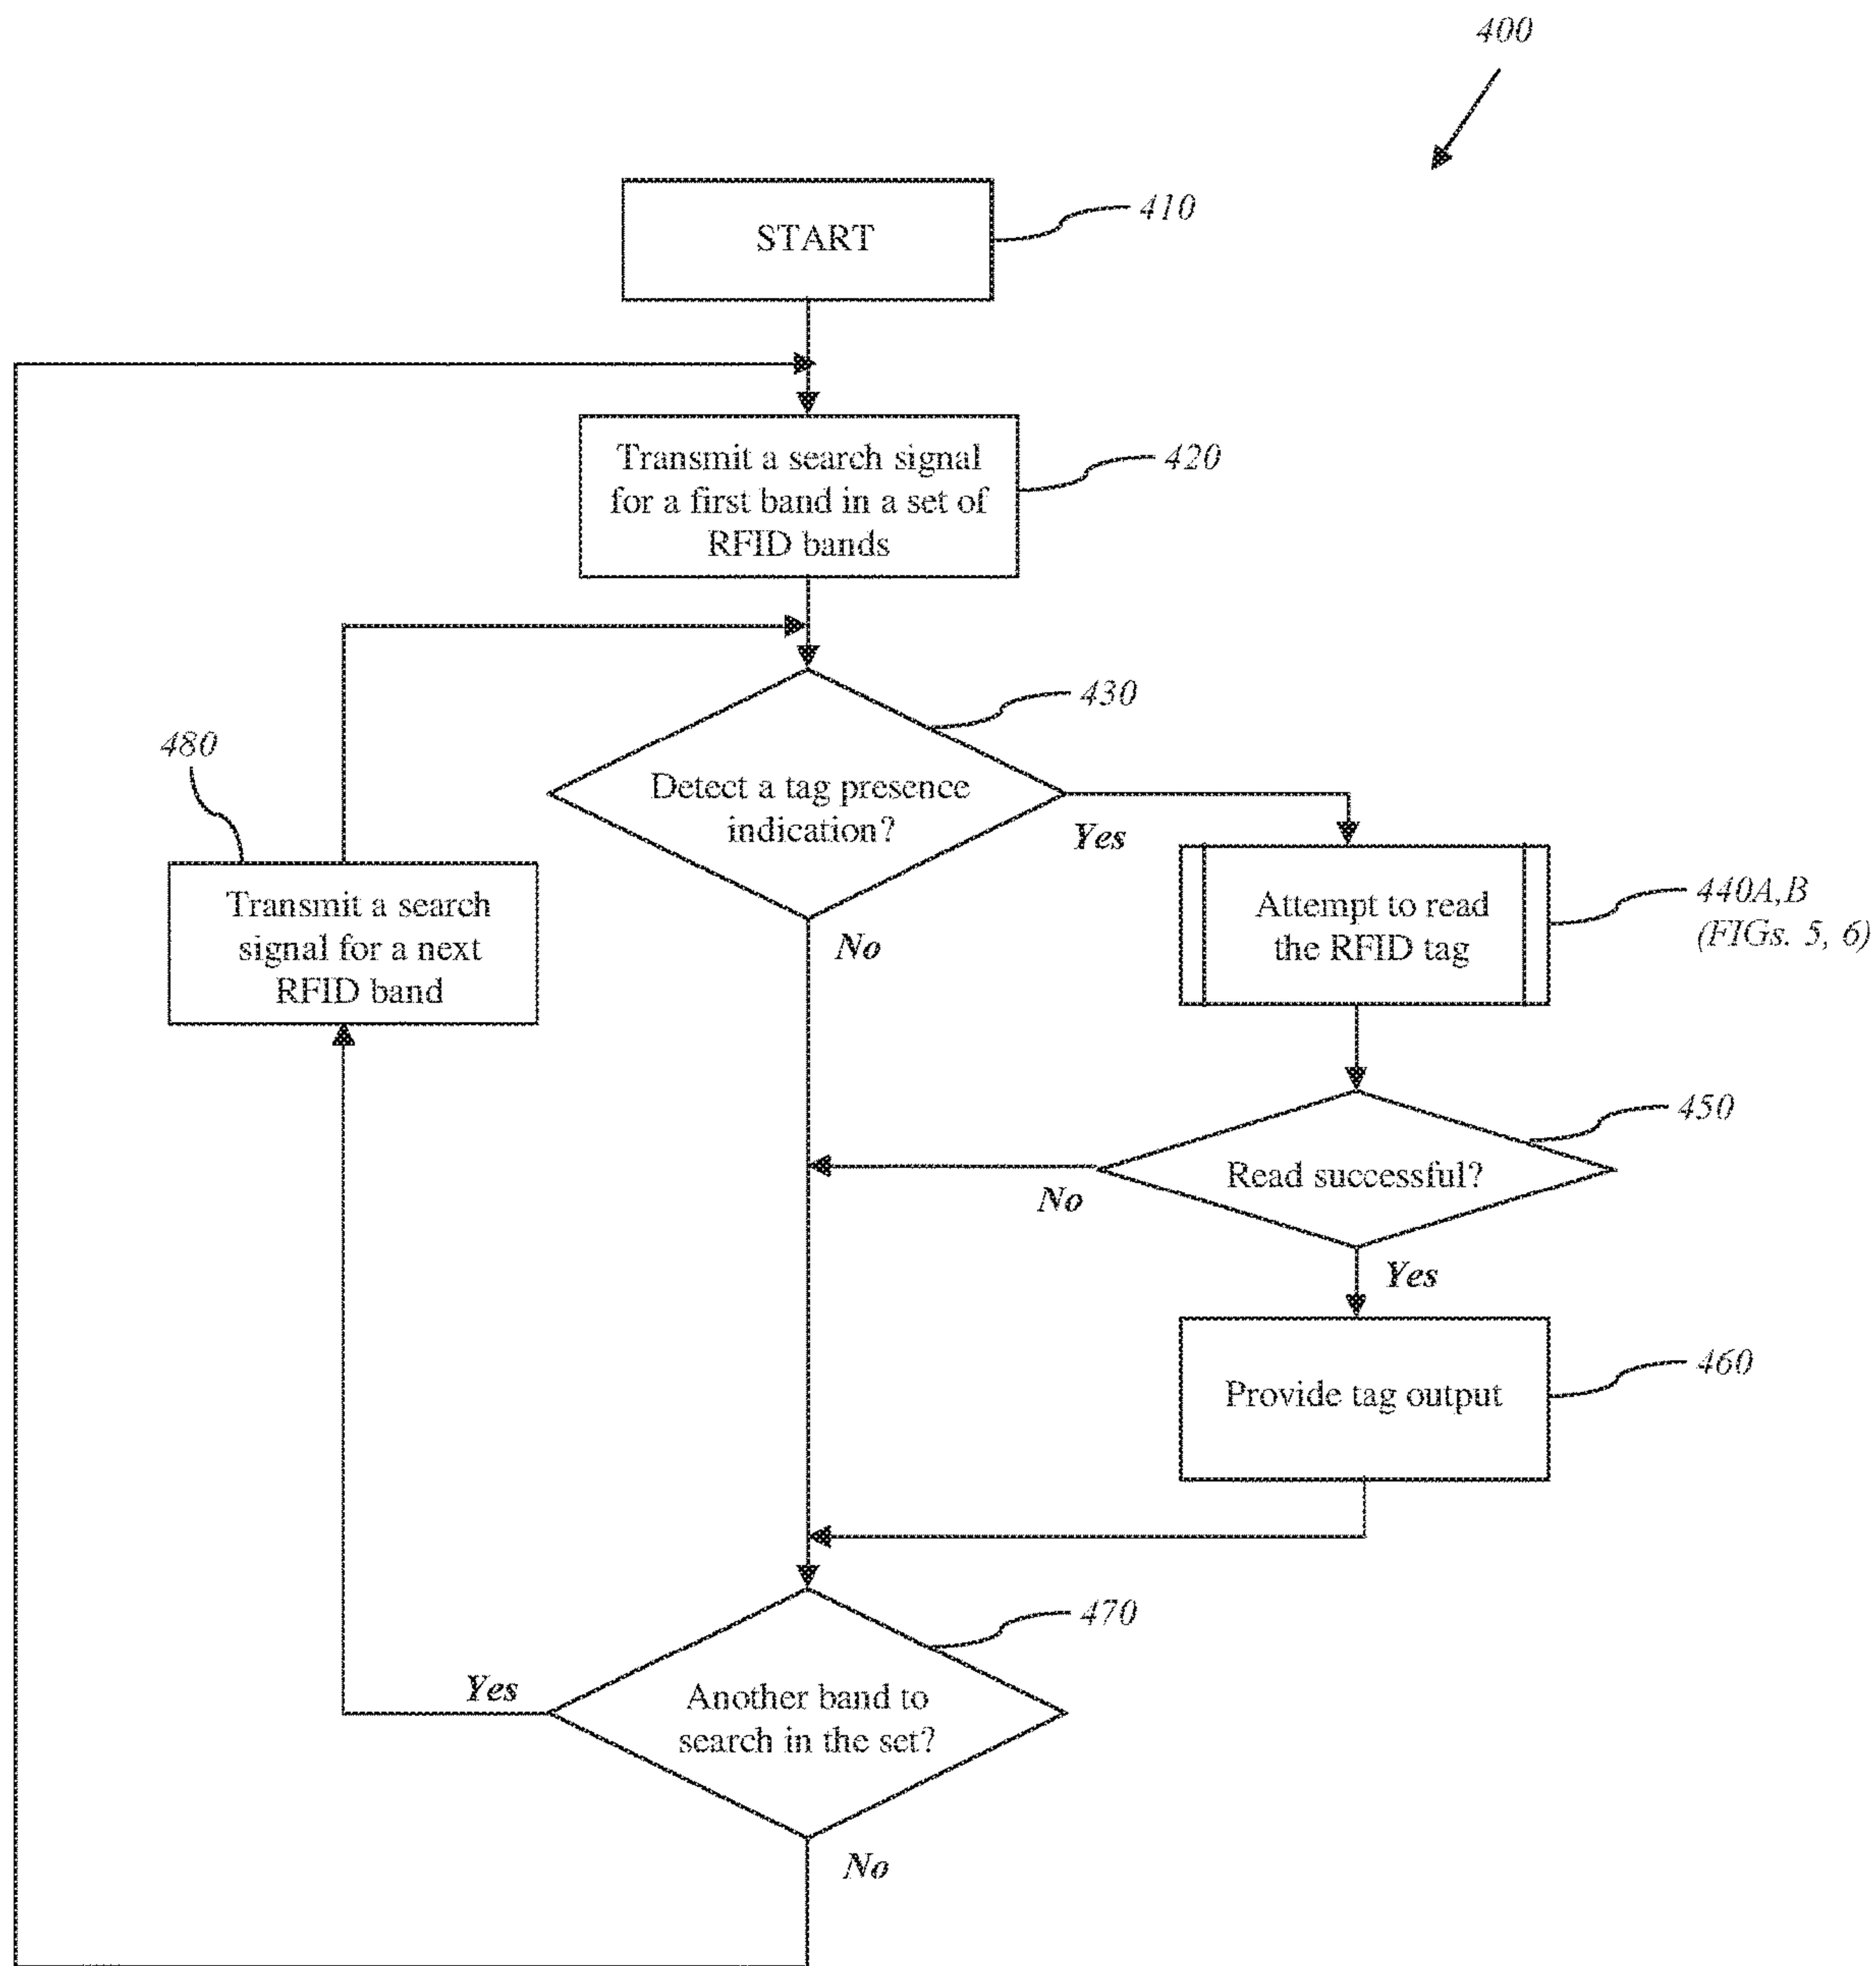 400
START
410
Transmit a search signal
for a first band in a set of
RFID bands
420
430
Detect a tag presence
indication?
Yes
No
480
Transmit a search
signal for a next
RFID band
Attempt to read
the RFID tag
440A,B
(FIGs. 5, 6)
450
Read successful?
No
Yes
460
Provide tag output
470
Another band to
search in the set?
Yes
No